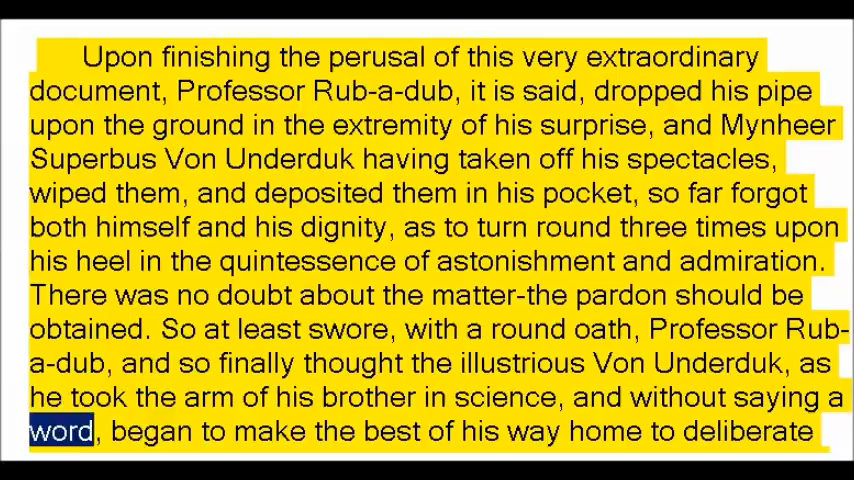 Upon finishing the perusal of this very extraordinary
document, Professor Rub-a-dub, it is said, dropped his pipe
upon the ground in the extremity of his surprise, and Mynheer
Superbus Von Underduk having taken off his spectacles,
wiped them, and deposited them in his pocket, so far forgot
both himself and his dignity, as to turn round three times upon
his heel in the quintessence of astonishment and admiration.
There was no doubt about the matter-the pardon should be
obtained. So at least swore, with a round oath, Professor Rub-
a-dub, and so finally thought the illustrious Von Underduk, as
he took the arm of his brother in science, and without saying a
word, began to make the best of his way home to deliberate